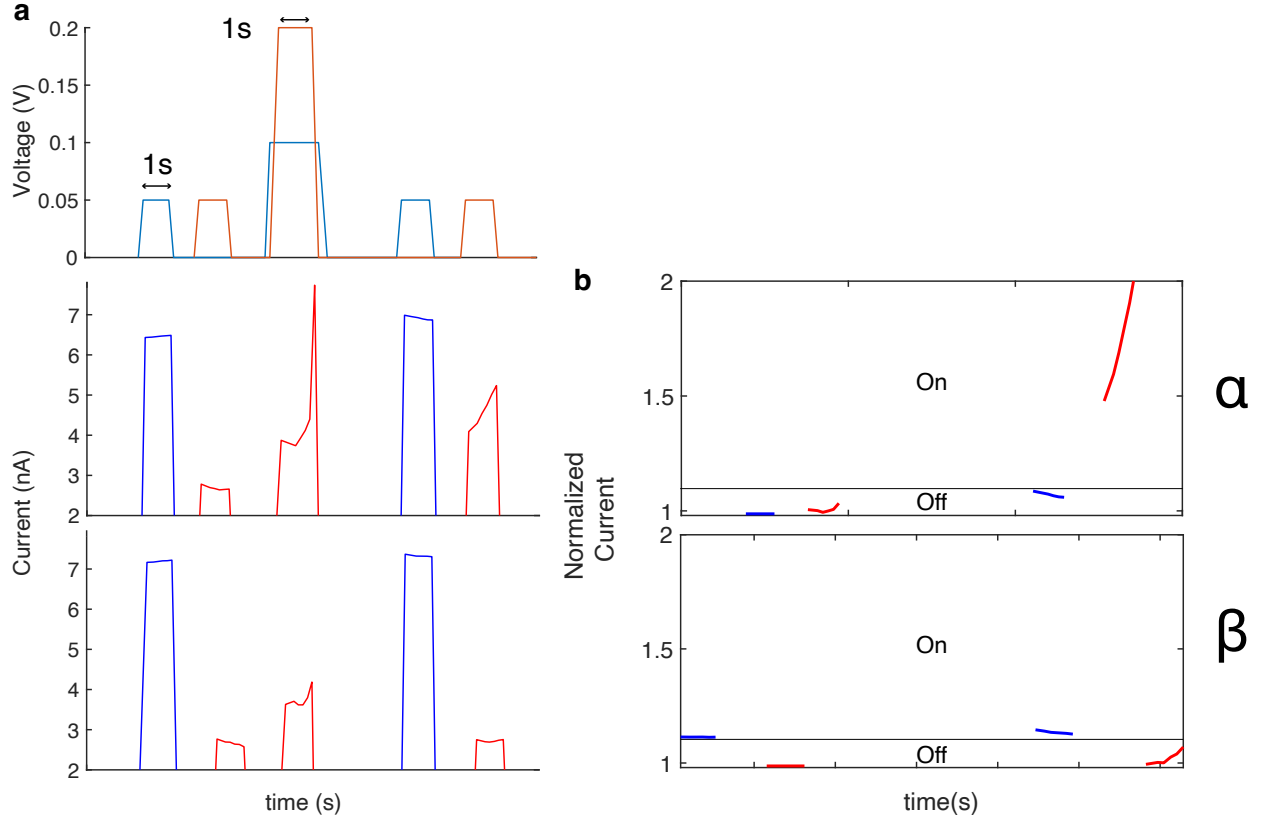 a
1s
1s
Voltage (V)
0.2
0.15
0.1
0.05
0
Current (nA)
7
6
5
4
3
2
7
6
5
4
3
2
time (s)
b
Normalized
Current
2
1.5
1
On
Off
α
2
1.5
1
On
Off
β
time(s)